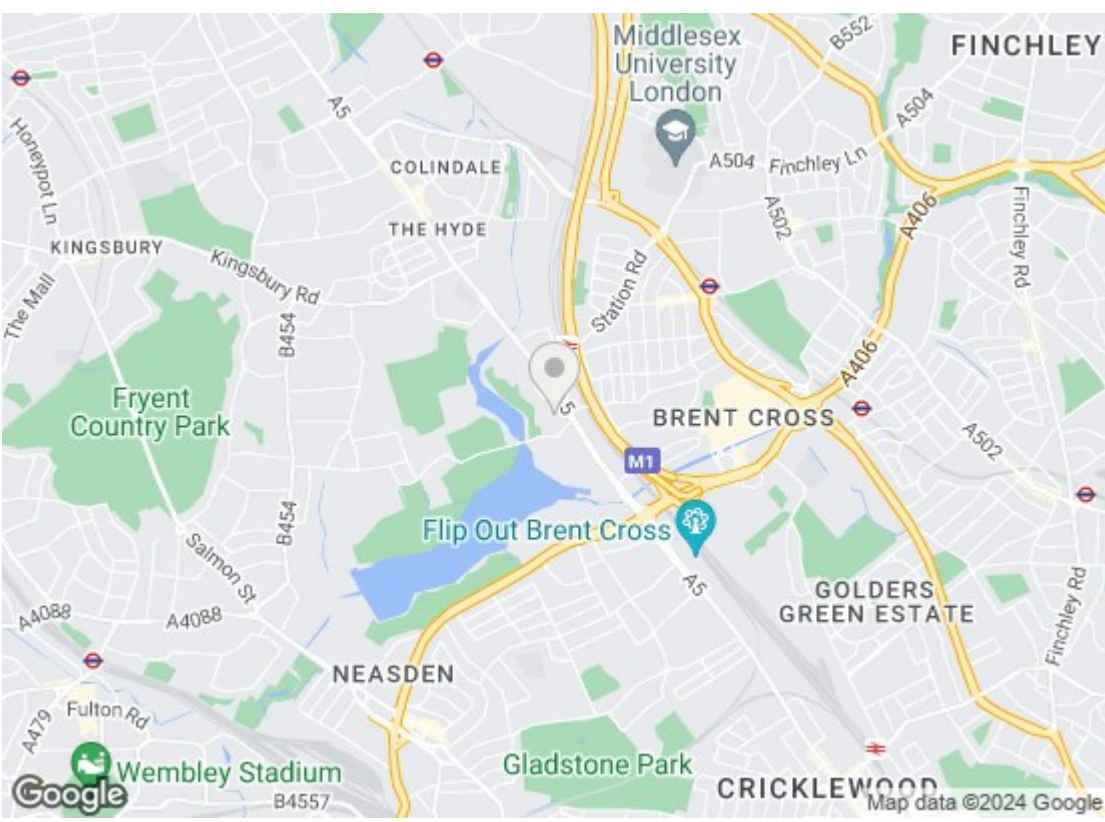 Middlesex
University
London
B552
FINCHLEY
A5
A504
Honeypot Ln
COLINDALE
A504
Finchley Ln
THE HYDE
A502
A406
Finchley Rd
KINGSBURY
Kingsbury Rd
Station Rd
The Mall
B454
A406
Fryent
Country Park
5
BRENT CROSS
A502
M1
B454
Flip Out Brent Cross
Salmon St
A5
GOLDERS
GREEN ESTATE
A4088
A4088
Finchley Rd
NEASDEN
A479
Fulton Rd
Gladstone Park
Wembley Stadium
CRICKLEWOOD
Google
B4557
Map data ©2024 Google